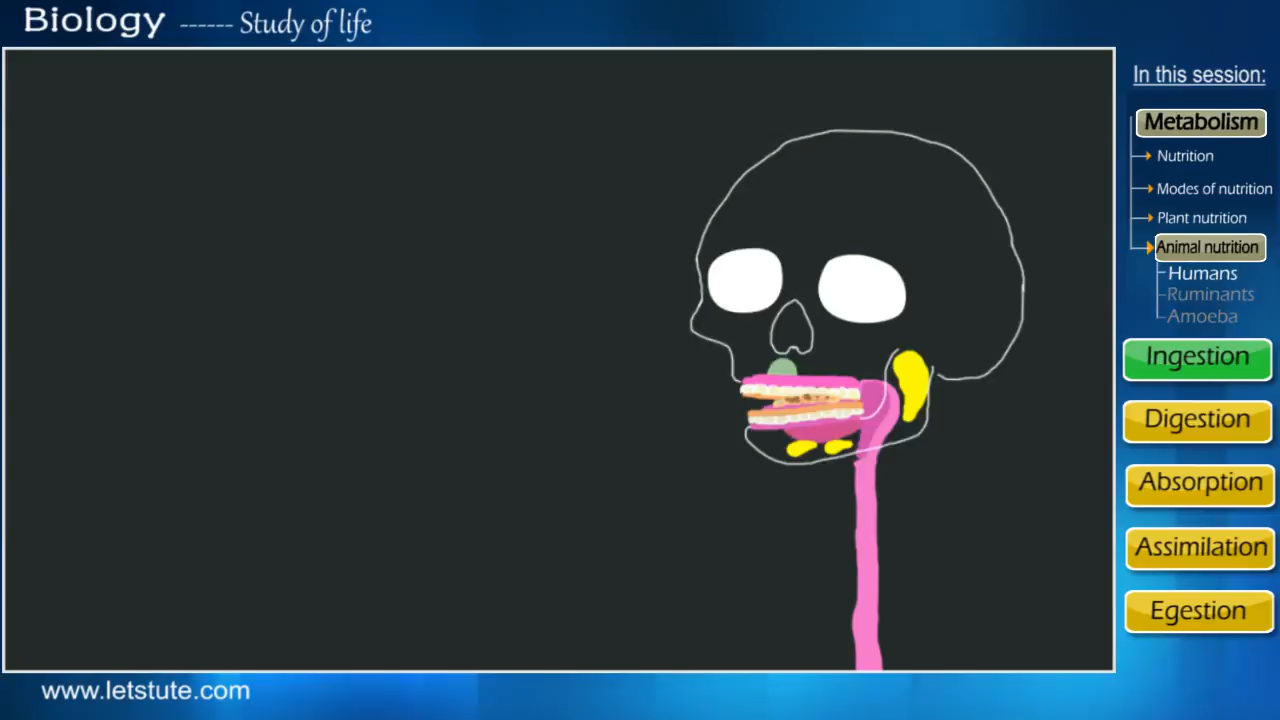 Biology ------ Study of life
In this session:
Metabolism
Nutrition
Modes of nutrition
Plant nutrition
Animal nutrition
Humans
Ruminants
Amoeba
Ingestion
Digestion
Absorption
Assimilation
Egestion
www.letstute.com